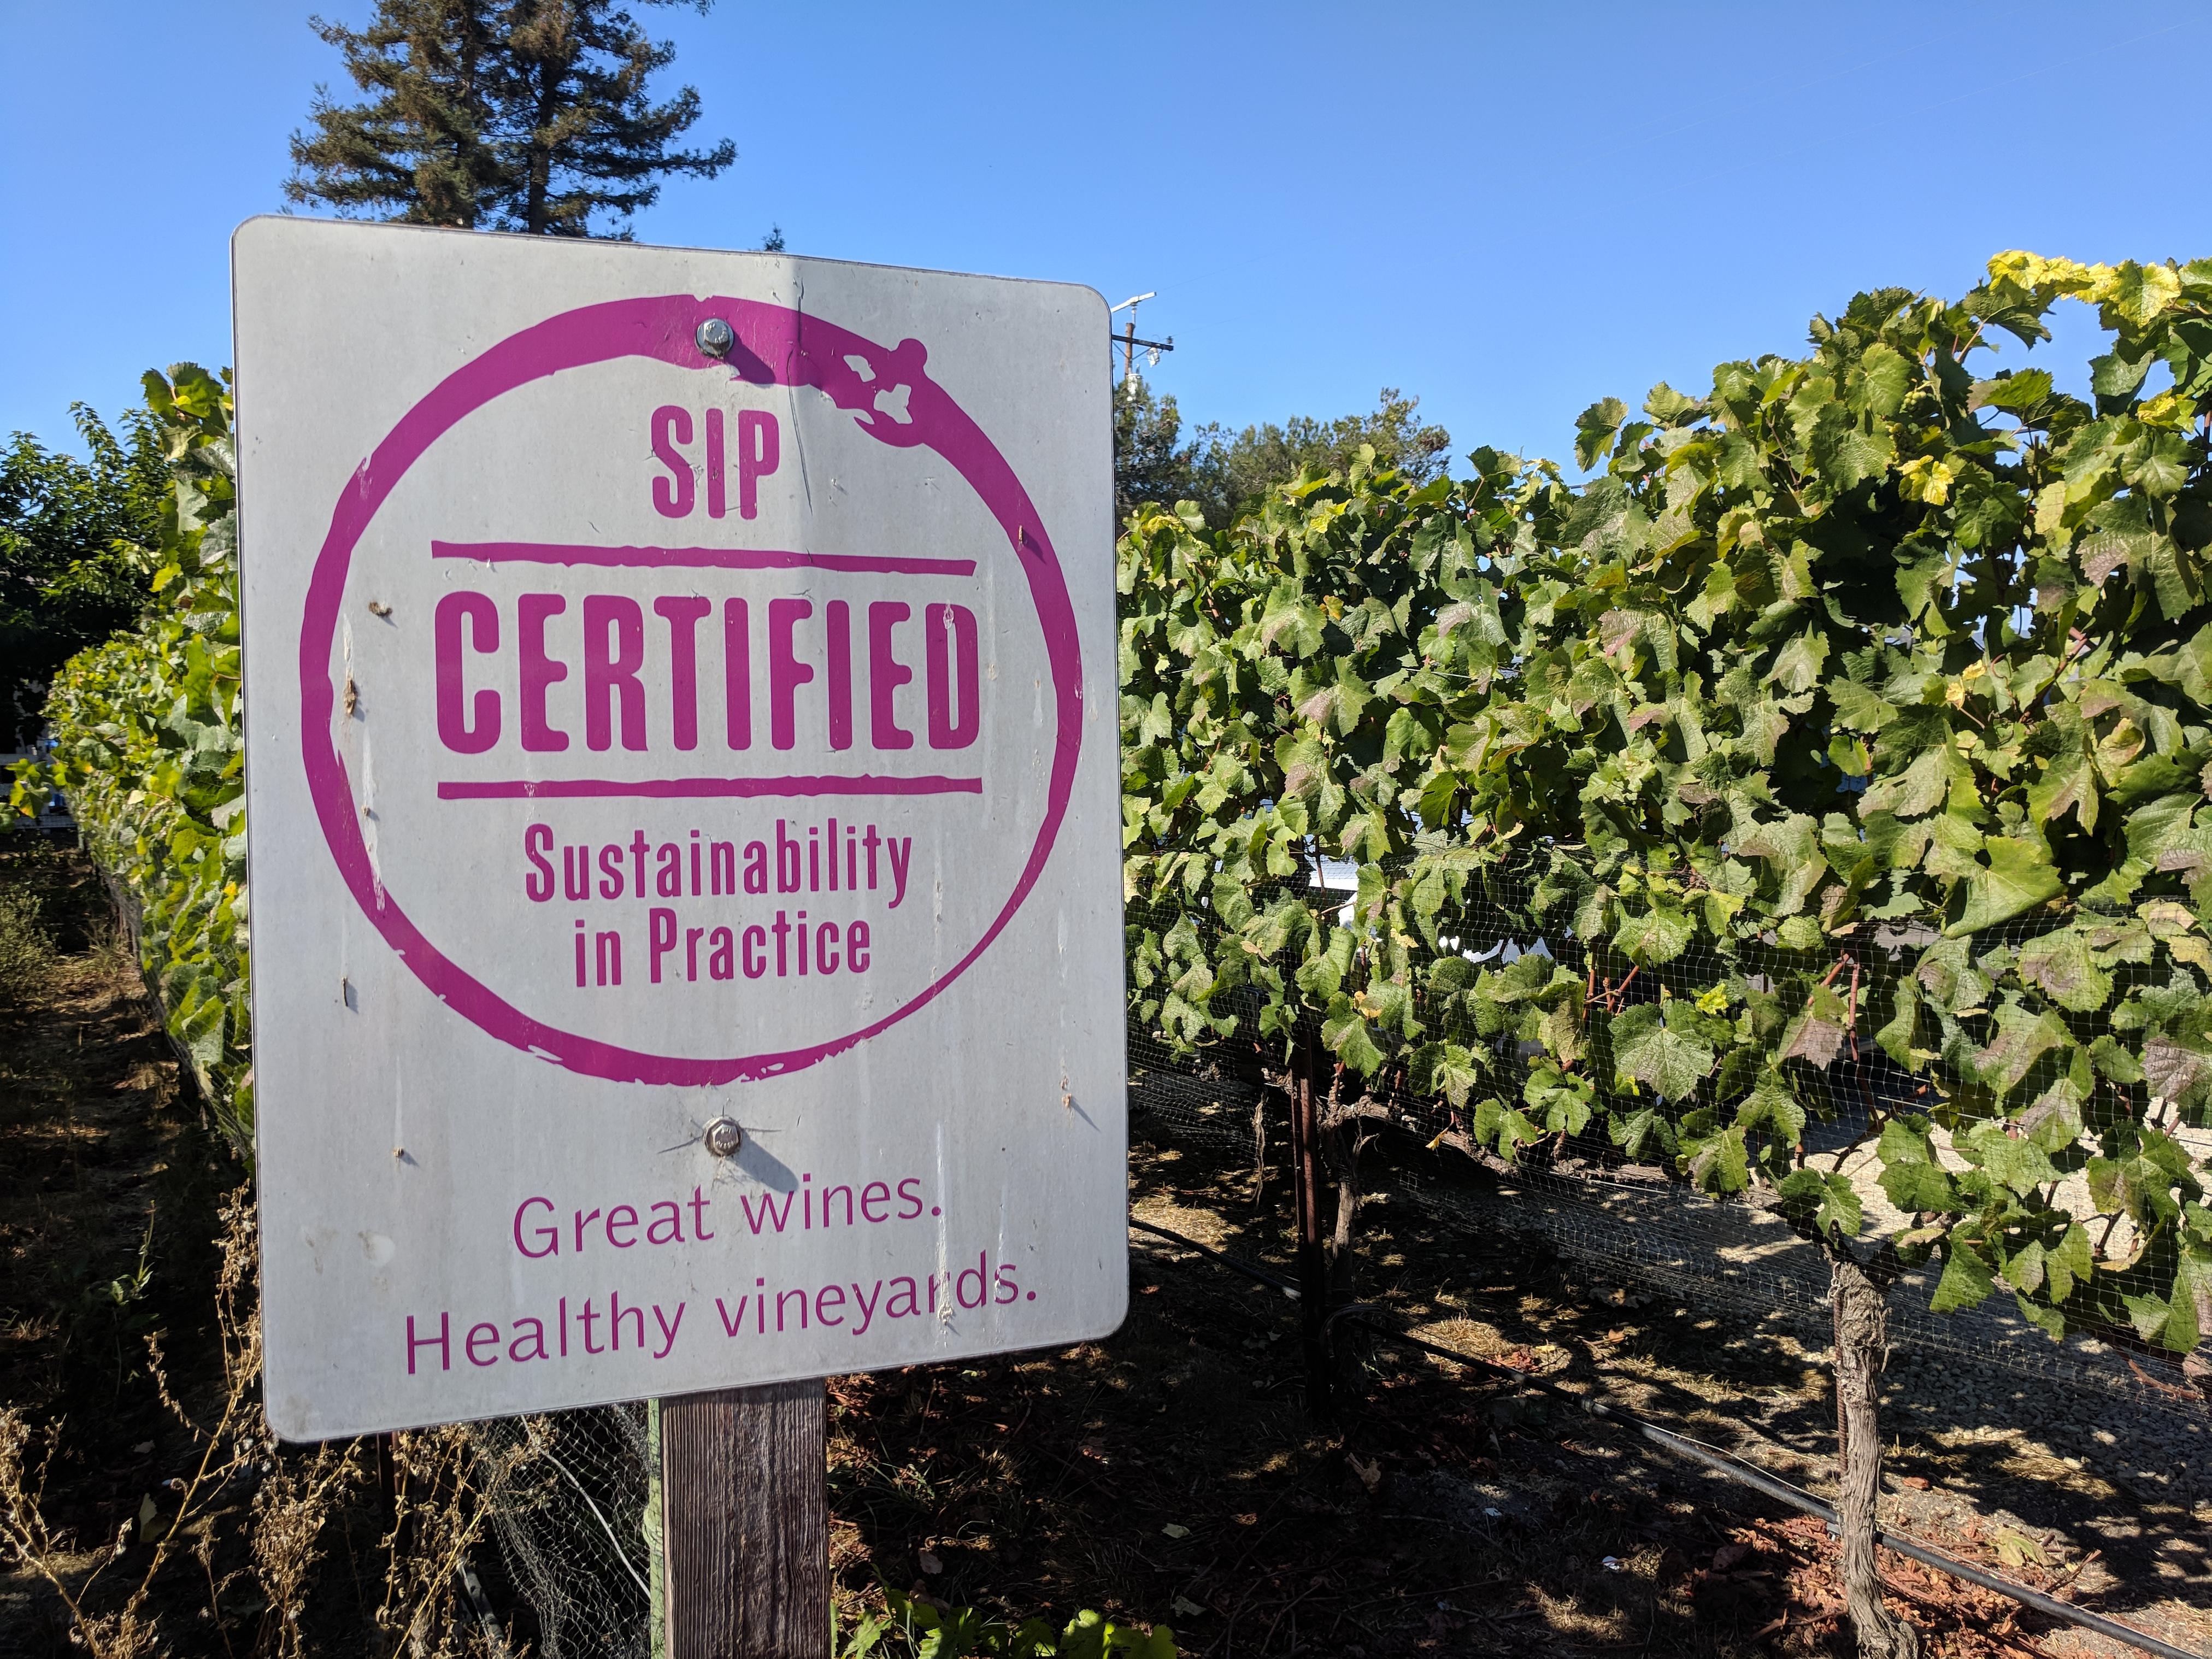 SIP
CERTIFIED
Sustainability
in Practice
Great wines.
Healthy vineyards.